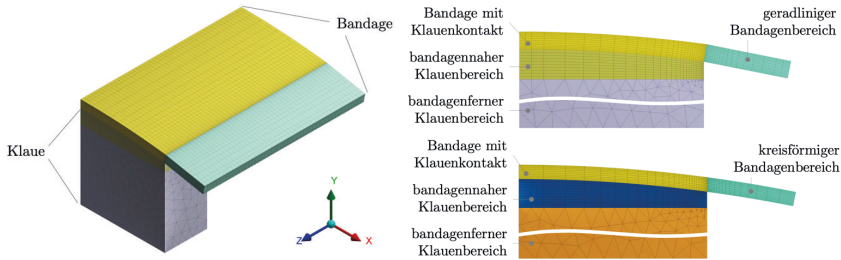 Bandage
Klaue
Y
Z
X
Bandage mit
Klauenkontakt
bandagennaher
Klauenbereich
bandagenferner
Klauenbereich
geradliniger
Bandagenbereich
Bandage mit
Klauenkontakt
bandagennaher
Klauenbereich
bandagenferner
Klauenbereich
kreisförmiger
Bandagenbereich